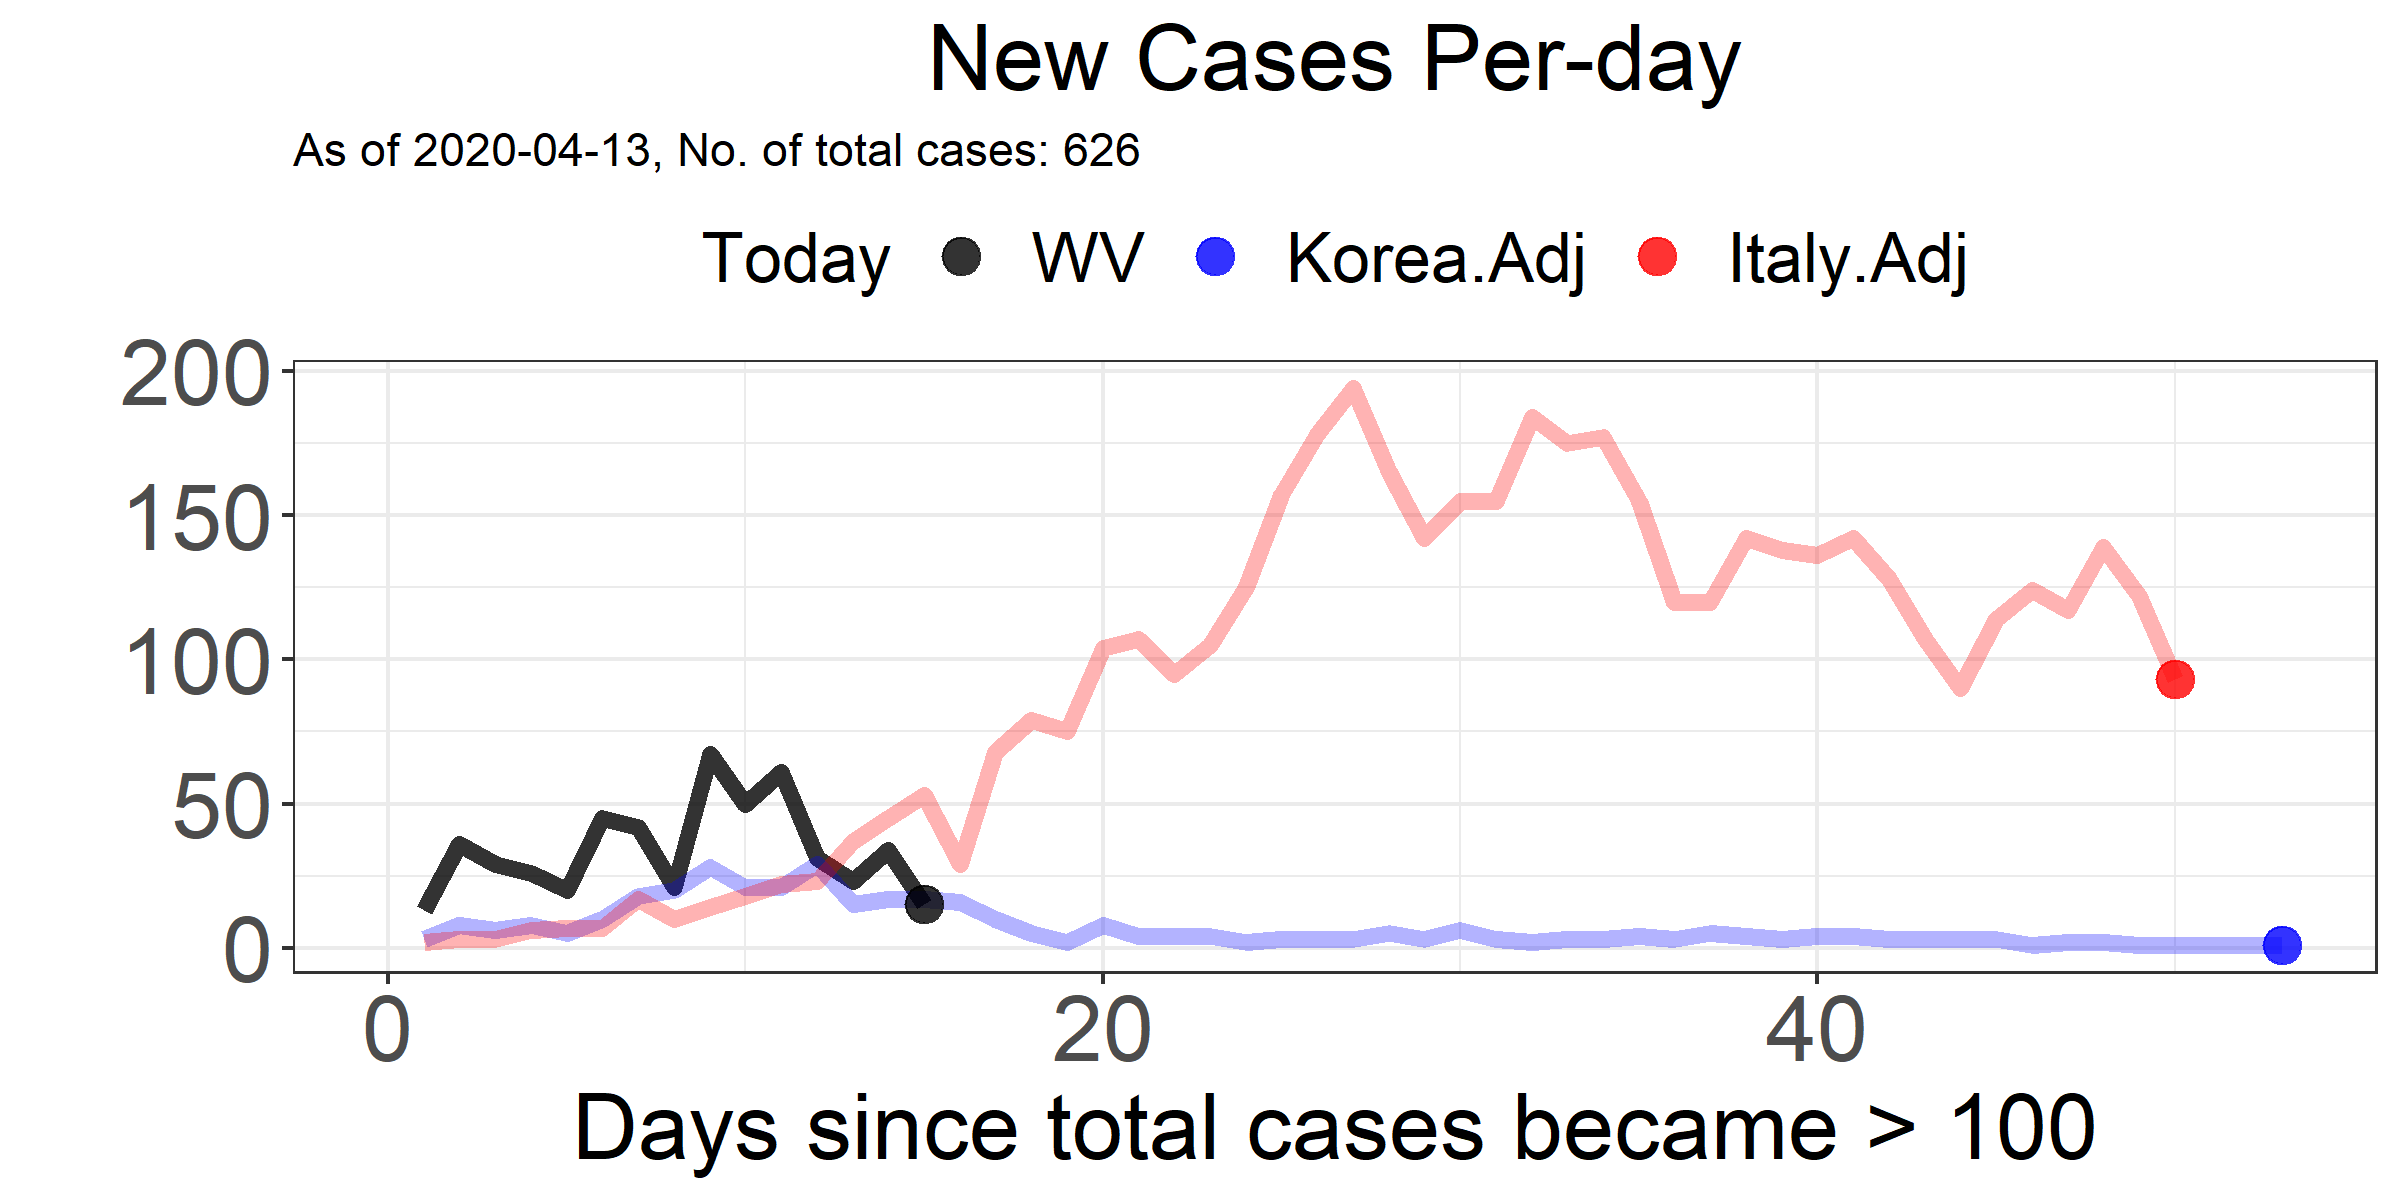 New Cases Per-day
As of 2020-04-13, No. of total cases: 626
Today WV Korea.Adj Italy.Adj
200
150
100
50
0
0 20 40
Days since total cases became > 100